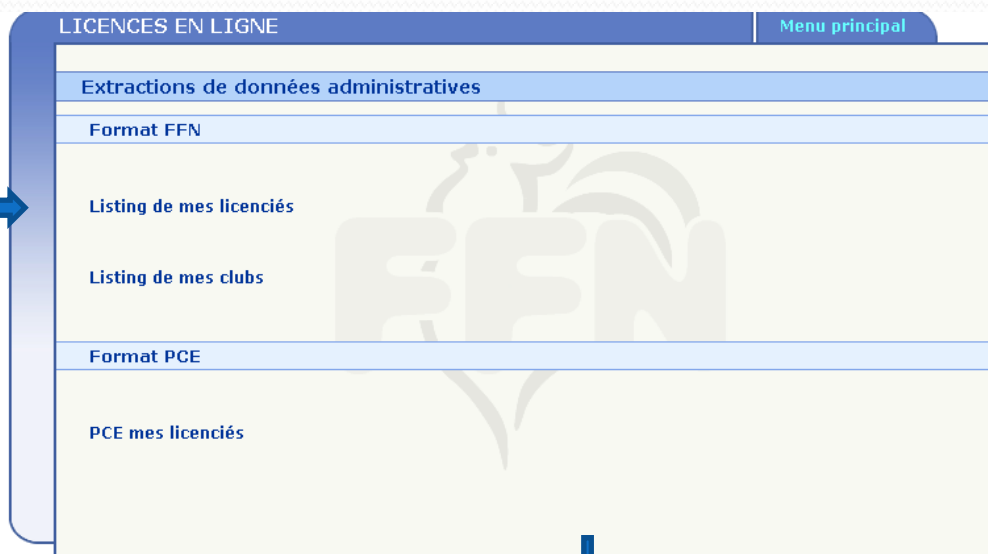 LICENCES EN LIGNE
Menu principal
Extractions de données administratives
Format FFN
Listing de mes licenciés
Listing de mes clubs
FFN
Format PCE
PCE mes licenciés